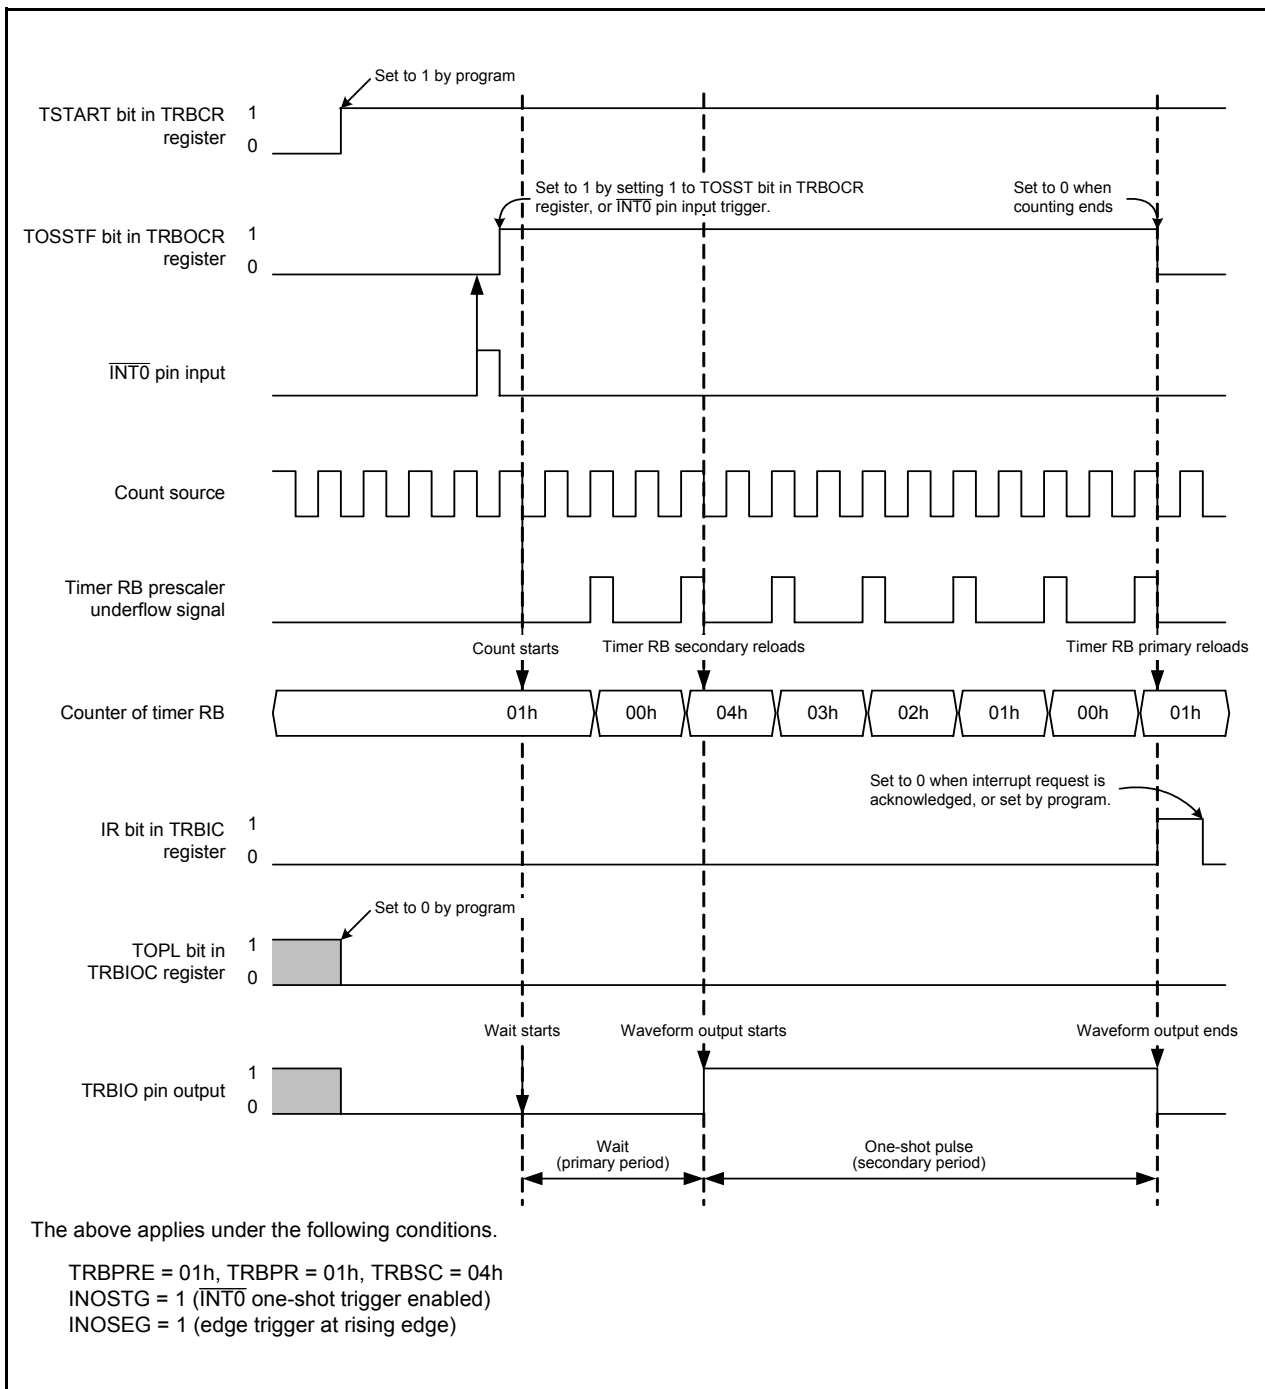 Set to 1 by program
TSTART bit in TRBCR
register
1
0
Set to 1 by setting 1 to TOSST bit in TRBOCR
register, or INT0 pin input trigger.
Set to 0 when
counting ends
TOSSTF bit in TRBOCR
register
1
0
INT0 pin input
Count source
Timer RB prescaler
underflow signal
Count starts
Timer RB secondary reloads
Timer RB primary reloads
Counter of timer RB
01h
00h
04h
03h
02h
01h
00h
01h
Set to 0 when interrupt request is
acknowledged, or set by program.
IR bit in TRBIC
register
1
0
Set to 0 by program
TOPL bit in
TRBIOC register
1
0
Wait starts
Waveform output starts
Waveform output ends
TRBIO pin output
1
0
Wait
(primary period)
One-shot pulse
(secondary period)
The above applies under the following conditions.
TRBPRE = 01h, TRBPR = 01h, TRBSC = 04h
INOSTG = 1 (INT0 one-shot trigger enabled)
INOSEG = 1 (edge trigger at rising edge)